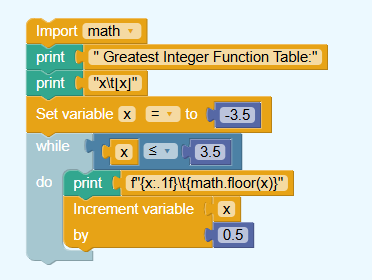 Import math
print " Greatest Integer Function Table:"
print "x\t⌊x⌋"
Set variable x = to -3.5
while x ≤ 3.5
do print f"{x:.1f}\t{math.floor(x)}"
Increment variable x
by 0.5